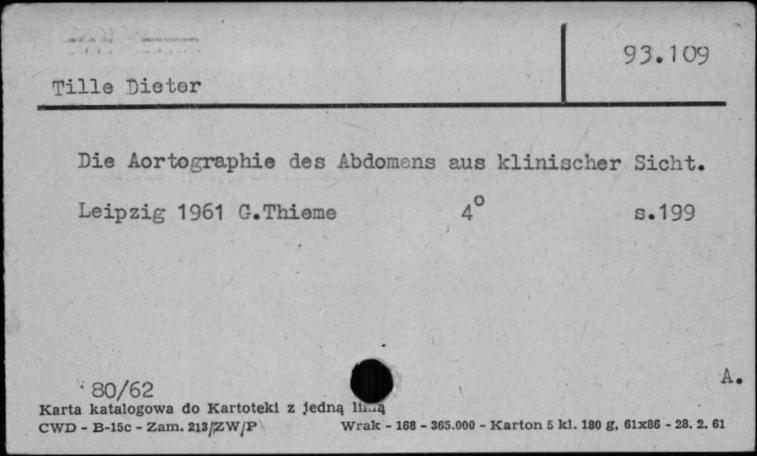 93.109
Tille Dieter
Die Aortographie des Abdomens aus klinischer Sicht.
Leipzig 1961 G.Thieme 4° s.199
A.
80/62
Karta katalogowa do Kartoteki z jedną
CWD - B-15c - Zam. 213/ZW/P Wrak - 168 - 365.000 - Karton 5 kl. 180 g, 61x86 - 28. 2. 61